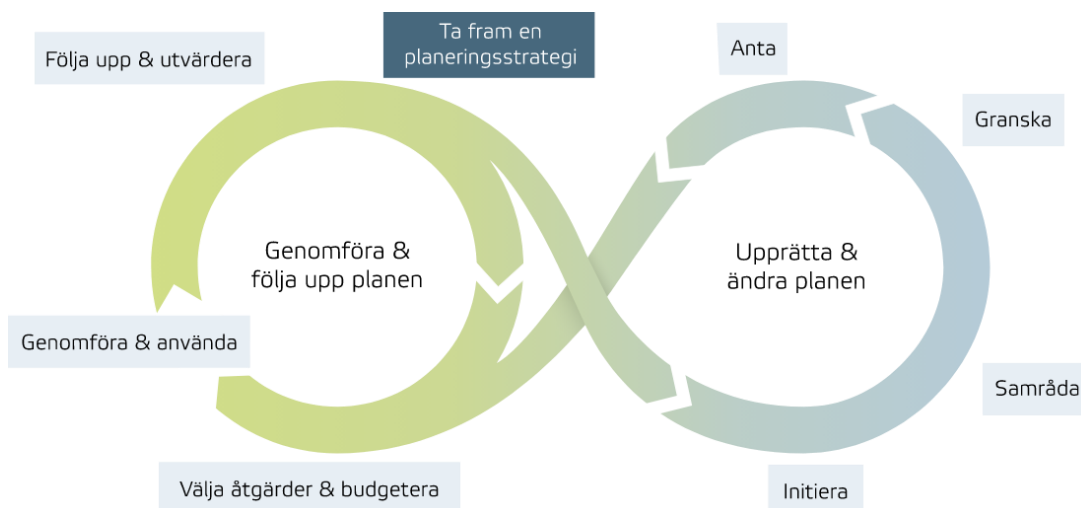 Ta fram en
planeringsstrategi
Följa upp & utvärdera
Anta
Granska
Genomföra &
följa upp planen
Upprätta &
ändra planen
Genomföra & använda
Samråda
Välja åtgärder & budgetera
Initiera